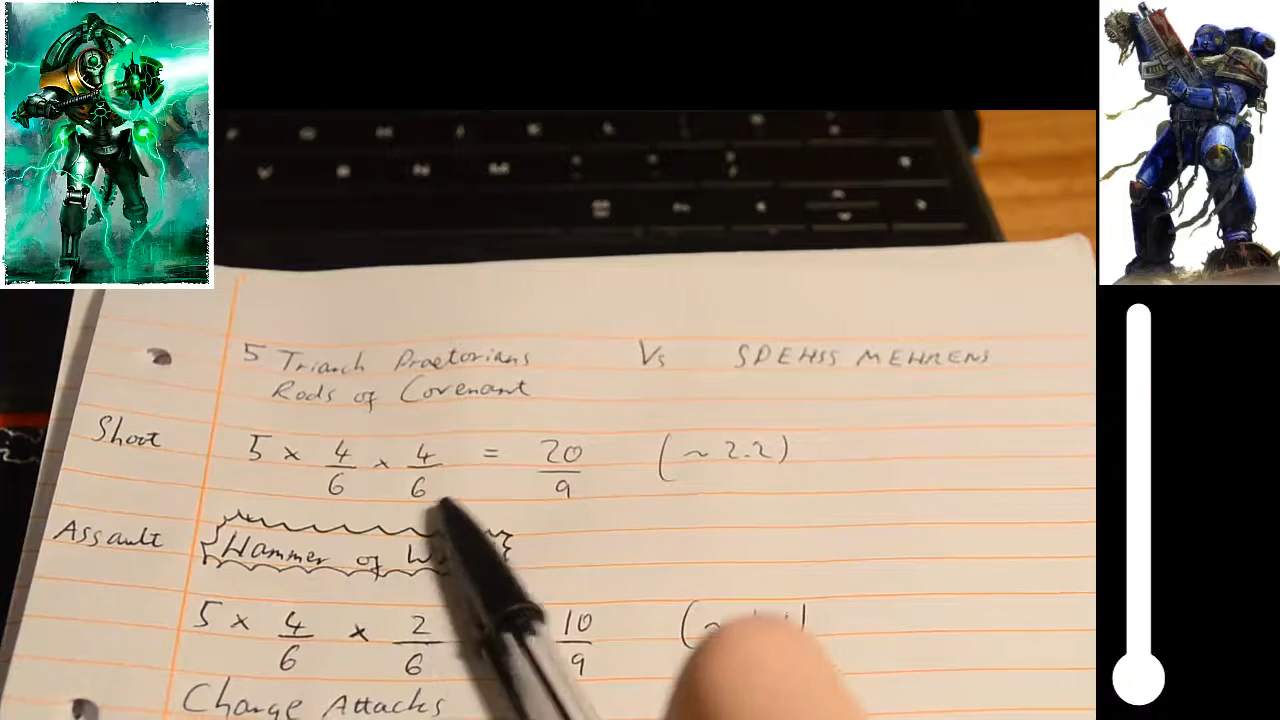 5 Triarch Praetorians Vs SPEHSS MEHRENS
Rods of Covenant
Shoot 5 × 4/6 × 4/6 = 20/9 (~ 2.2)
Assault Hammer of
5 × 4/6 × 2/6 10/9 (~
Charge Attacks